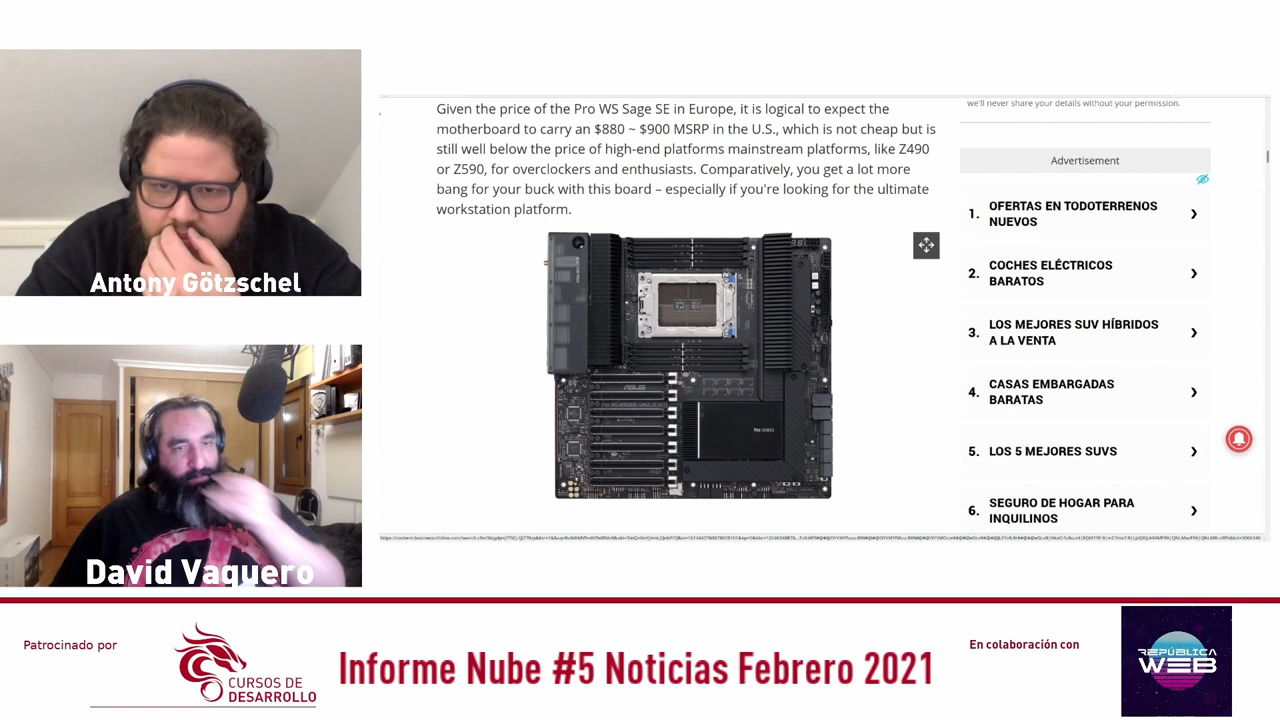 Antony Götzschel
David Vaquero
Given the price of the Pro WS Sage SE in Europe, it is logical to expect the
motherboard to carry an $880 ~ $900 MSRP in the U.S., which is not cheap but is
still well below the price of high-end platforms mainstream platforms, like Z490
or Z590, for overclockers and enthusiasts. Comparatively, you get a lot more
bang for your buck with this board – especially if you're looking for the ultimate
workstation platform.
we'll never share your details without your permission.
Advertisement
1. OFERTAS EN TODOTERRENOS
NUEVOS
2. COCHES ELÉCTRICOS
BARATOS
3. LOS MEJORES SUV HÍBRIDOS
A LA VENTA
4. CASAS EMBARGADAS
BARATAS
5. LOS 5 MEJORES SUVS
6. SEGURO DE HOGAR PARA
INQUILINOS
Patrocinado por
CURSOS DE
DESARROLLO
Informe Nube #5 Noticias Febrero 2021
En colaboración con
REPÚBLICA
WEB